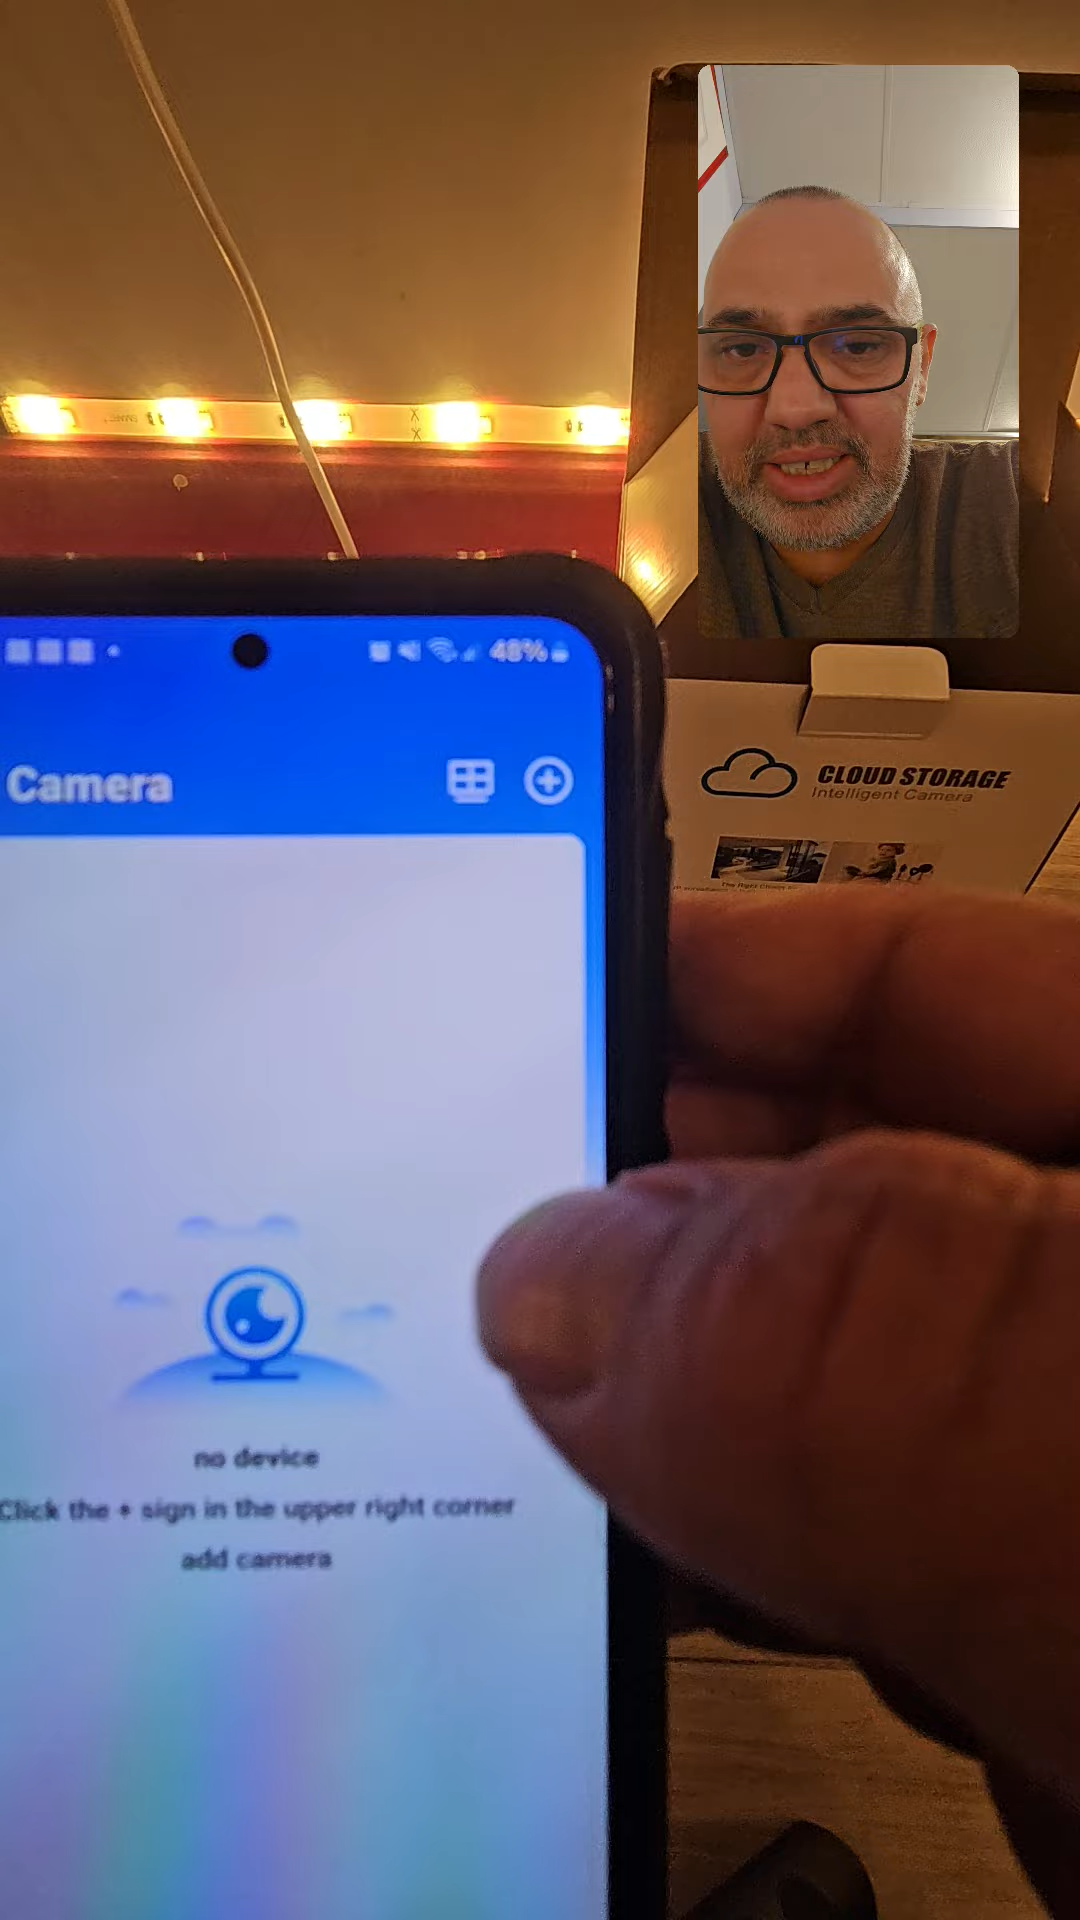 48%
Camera
CLOUD STORAGE
Intelligent Camera
no device
Click the + sign in the upper right corner
add camera